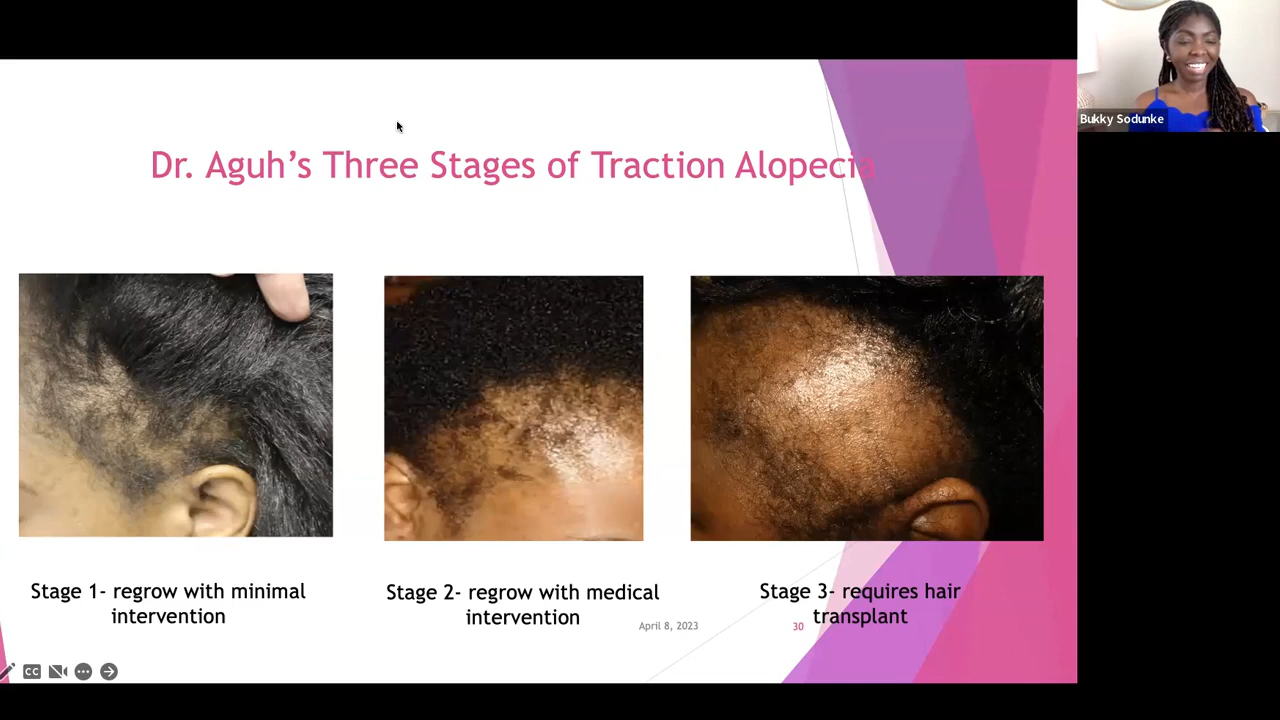 Bukky Sodunke
Dr. Aguh’s Three Stages of Traction Alopecia
Stage 1- regrow with minimal
intervention
Stage 2- regrow with medical
intervention
Stage 3- requires hair
transplant
April 8, 2023
30
CC